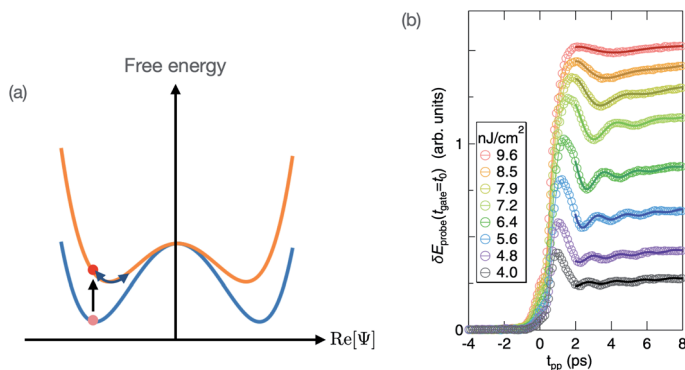 (a)
Free energy
Re[Ψ]
(b)
δE_probe(t_gate=t_0) (arb. units)
1
0
nJ/cm²
9.6
8.5
7.9
7.2
6.4
5.6
4.8
4.0
-4 -2 0 2 4 6 8
t_pp (ps)